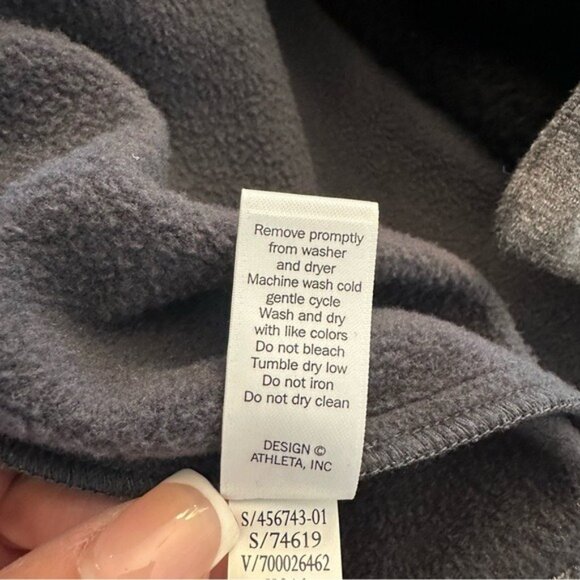 Remove promptly
from washer
and dryer
Machine wash cold
gentle cycle
Wash and dry
with like colors
Do not bleach
Tumble dry low
Do not iron
Do not dry clean
DESIGN ©
ATHLETA, INC
S/456743-01
S/74619
V/700026462